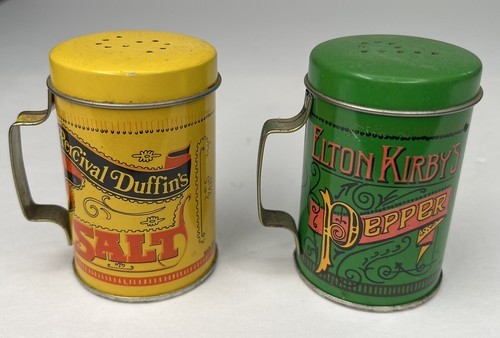 Percival Duffin's
SALT
ELTON KIRBY'S
PEPPER